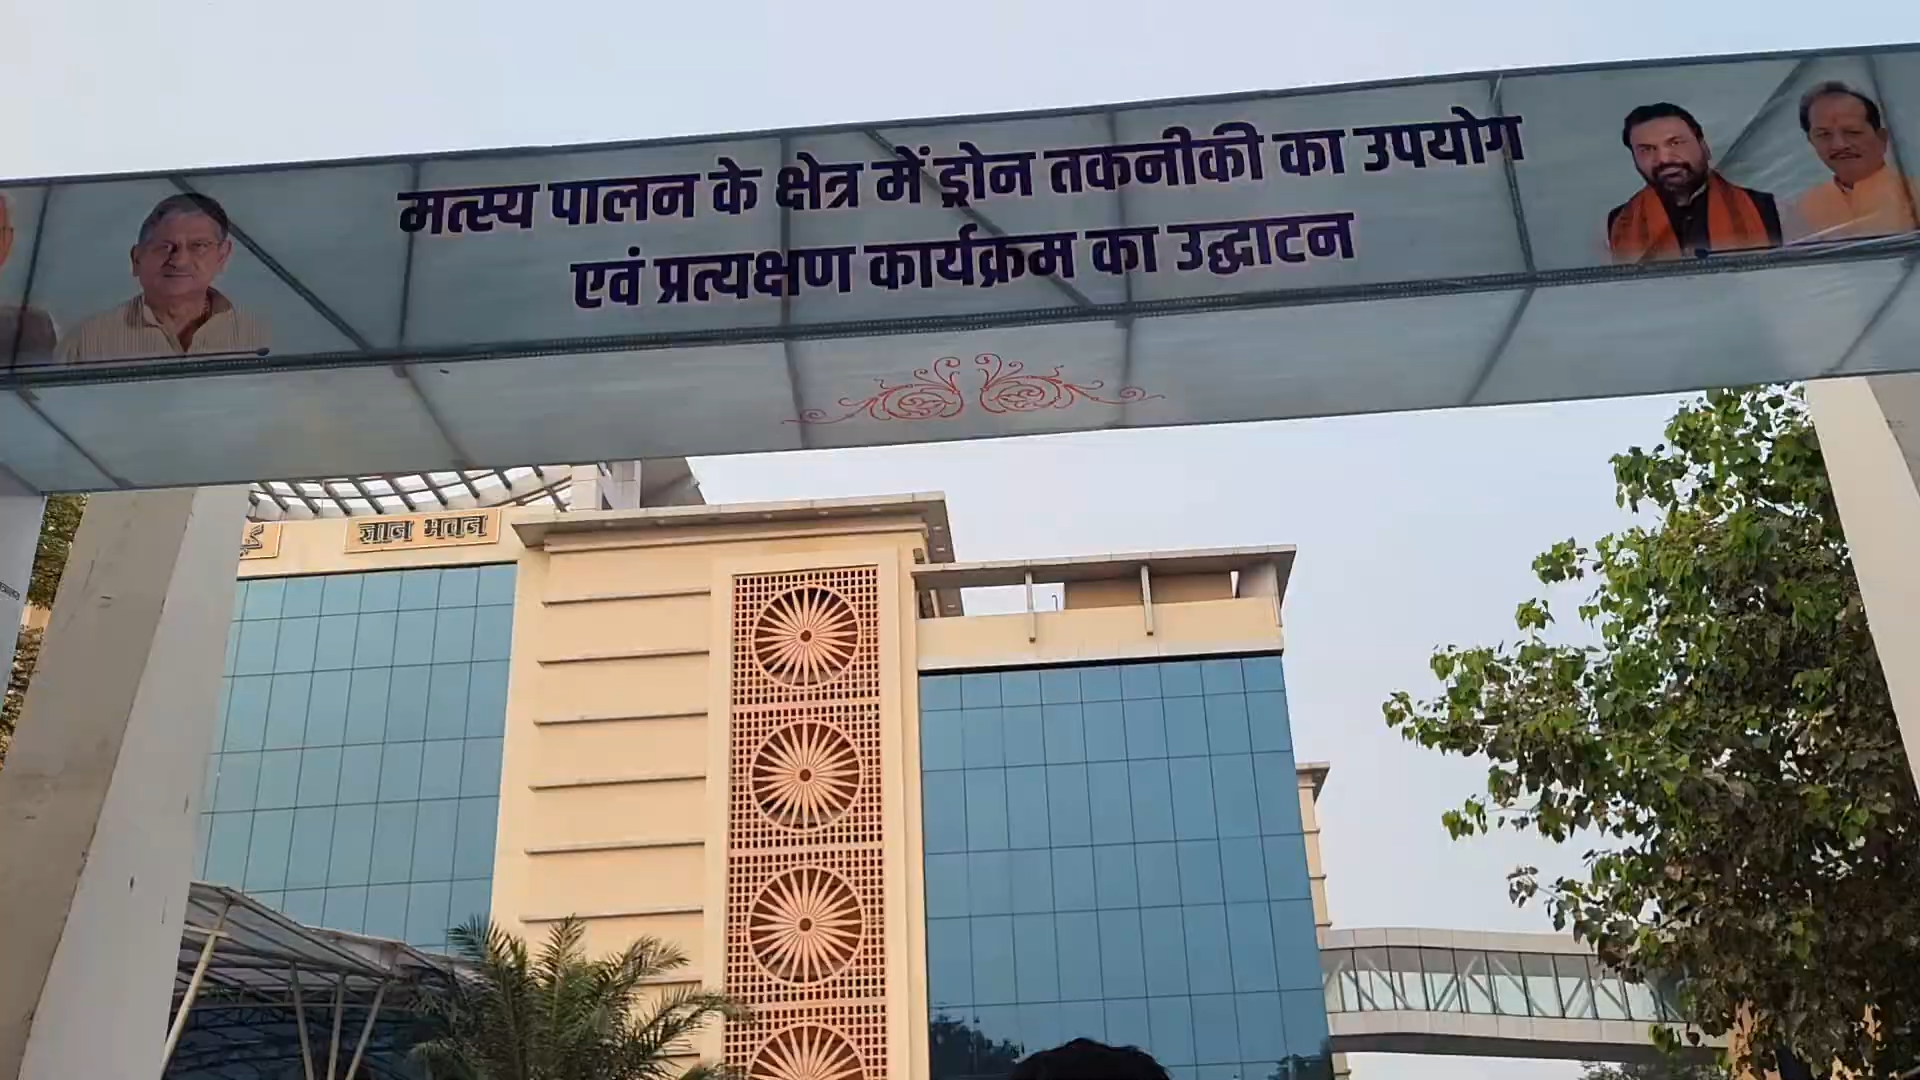 मत्स्य पालन के क्षेत्र में ड्रोन तकनीकी का उपयोग
एवं प्रत्यक्षण कार्यक्रम का उद्घाटन
ज्ञान भवन